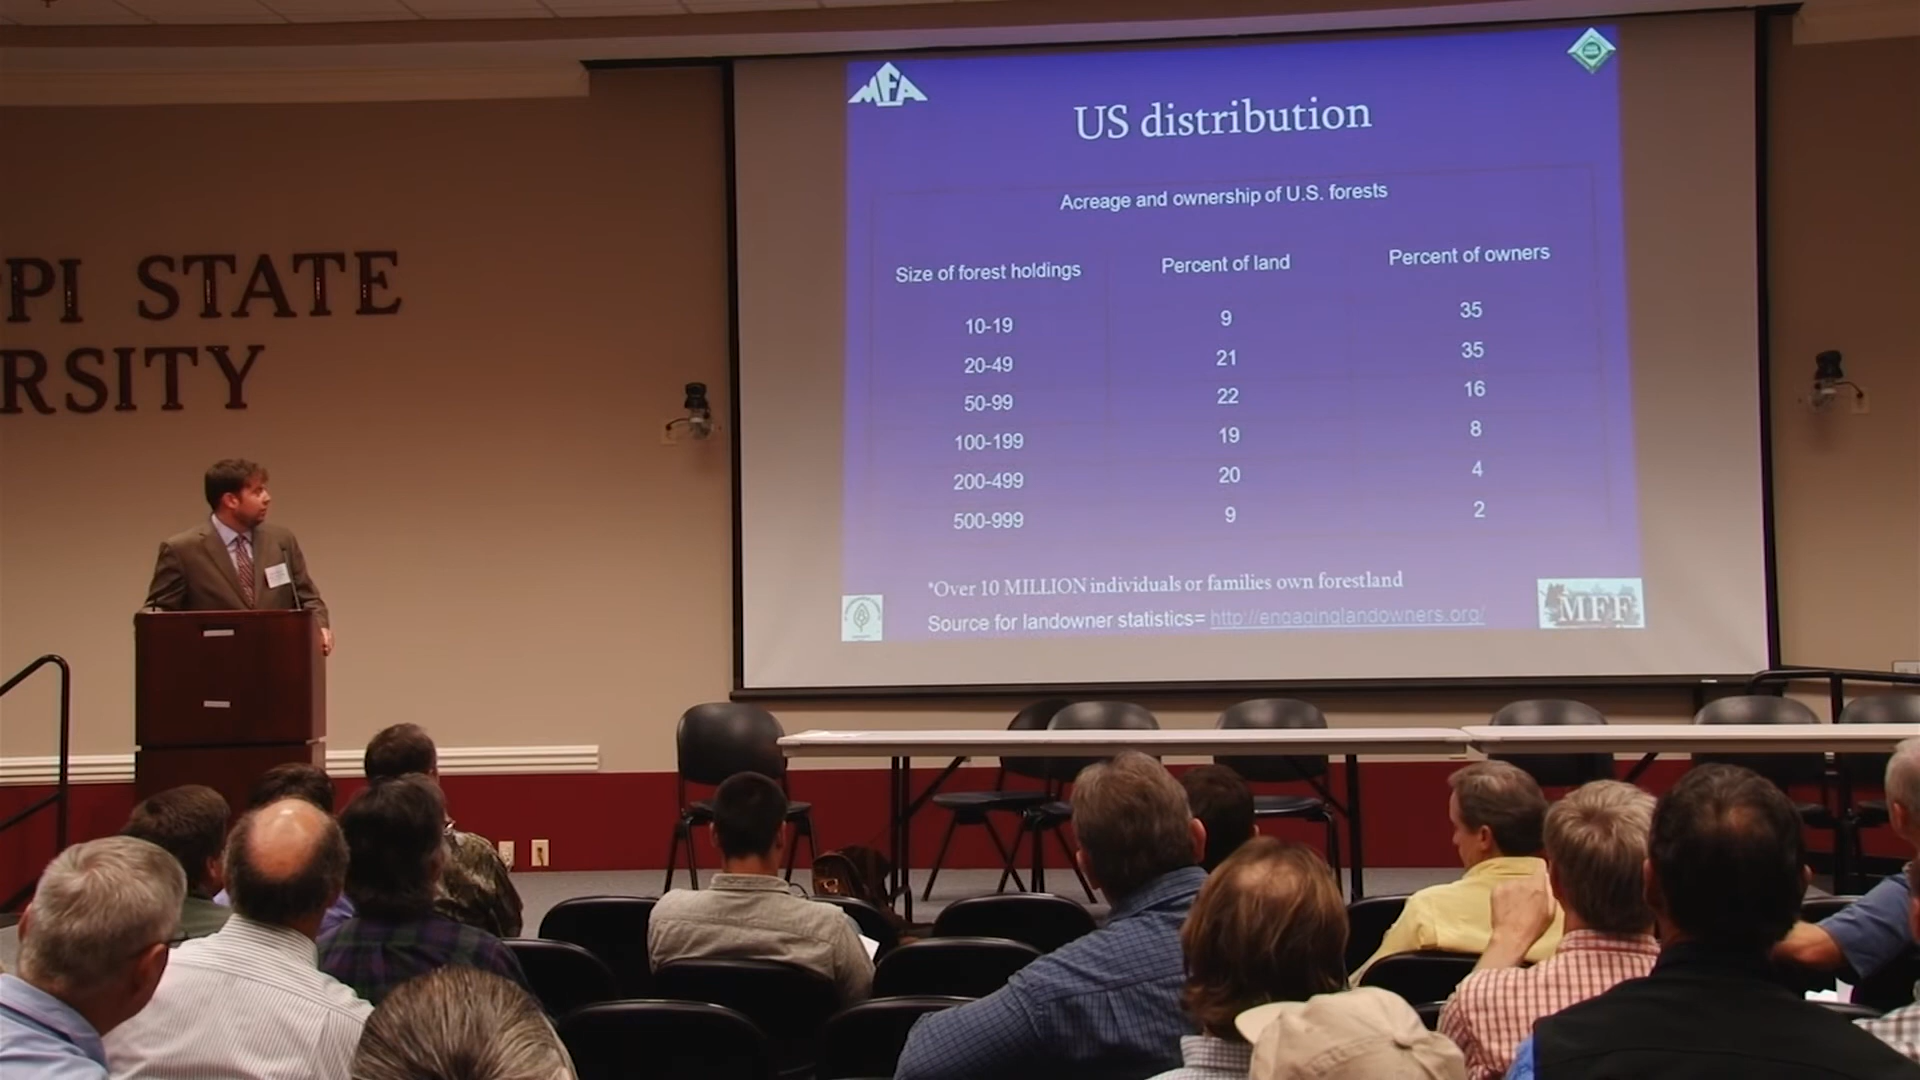 PPI STATE
RSITY
MFA
US distribution
Acreage and ownership of U.S. forests
Size of forest holdings Percent of land Percent of owners
10-19 9 35
20-49 21 35
50-99 22 16
100-199 19 8
200-499 20 4
500-999 9 2
*Over 10 MILLION individuals or families own forestland
Source for landowner statistics= http://engaginglandowners.org/
MFF